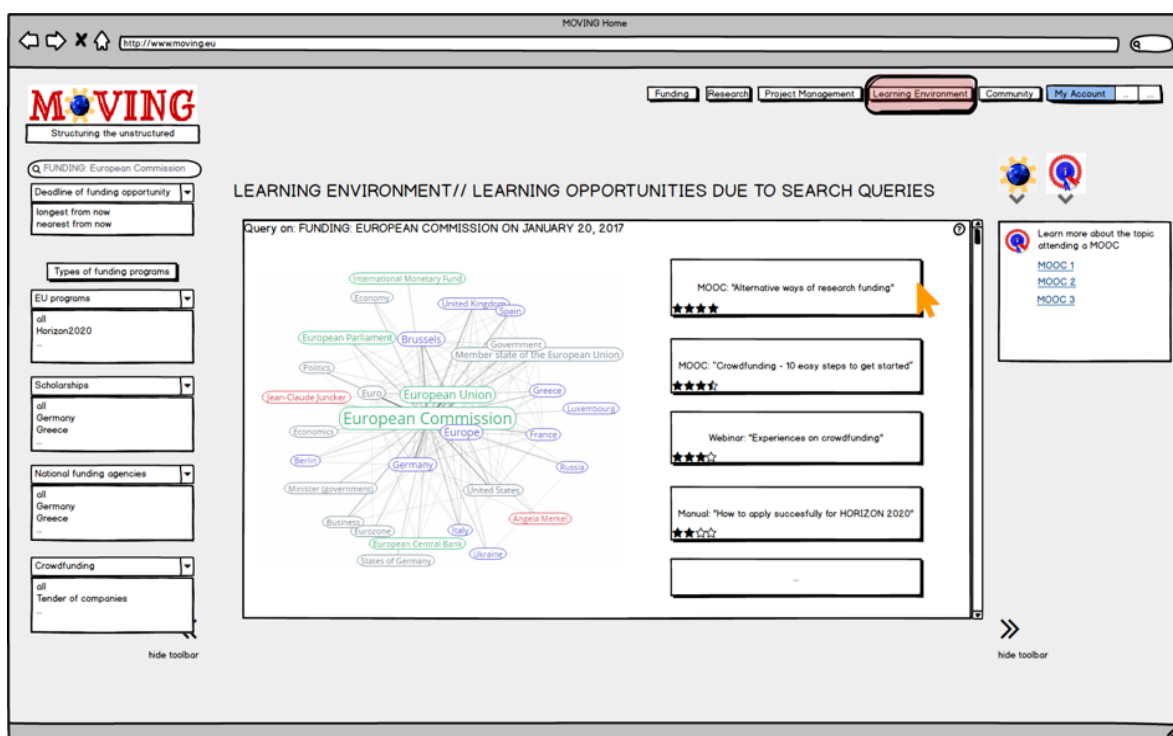 MOVING Home
http://www.moving.eu
MOVING
Structuring the unstructured
Funding
Research
Project Management
Learning Environment
Community
My Account
...
...
FUNDING: European Commission
Deadline of funding opportunity
longest from now
nearest from now
Types of funding programs
EU programs
all
Horizon2020
...
Scholarships
all
Germany
Greece
...
National funding agencies
all
Germany
Greece
...
Crowdfunding
all
Tender of companies
...
hide toolbar
LEARNING ENVIRONMENT// LEARNING OPPORTUNITIES DUE TO SEARCH QUERIES
Query on: FUNDING: EUROPEAN COMMISSION ON JANUARY 20, 2017
?
International Monetary Fund
Economy
United Kingdom
Spain
European Parliament
Brussels
Government
Member state of the European Union
Politics
Jean-Claude Juncker
Euro
European Union
Greece
Luxembourg
European Commission
Economics
Europe
France
Berlin
Germany
Russia
Minister (government)
United States
Business
Eurozone
Italy
Angela Merkel
European Central Bank
Ukraine
States of Germany
MOOC: "Alternative ways of research funding"
MOOC: "Crowdfunding - 10 easy steps to get started"
Webinar: "Experiences on crowdfunding"
Manual: "How to apply succesfully for HORIZON 2020"
...
Learn more about the topic
attending a MOOC
MOOC 1
MOOC 2
MOOC 3
hide toolbar